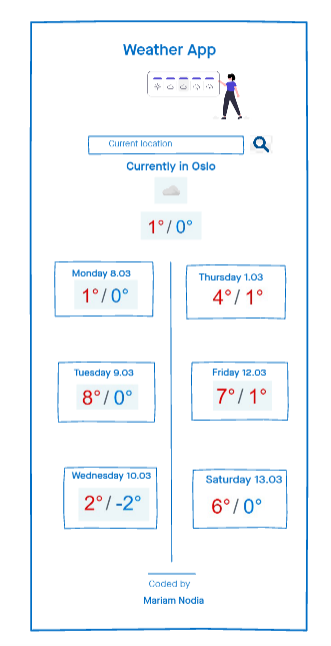 Weather App
Current location
Currently in Oslo
1°/ 0°
Monday 8.03
1°/ 0°
Tuesday 9.03
8°/ 0°
Wednesday 10.03
2°/ -2°
Thursday 1.03
4°/ 1°
Friday 12.03
7°/ 1°
Saturday 13.03
6°/ 0°
Coded by
Mariam Nodia